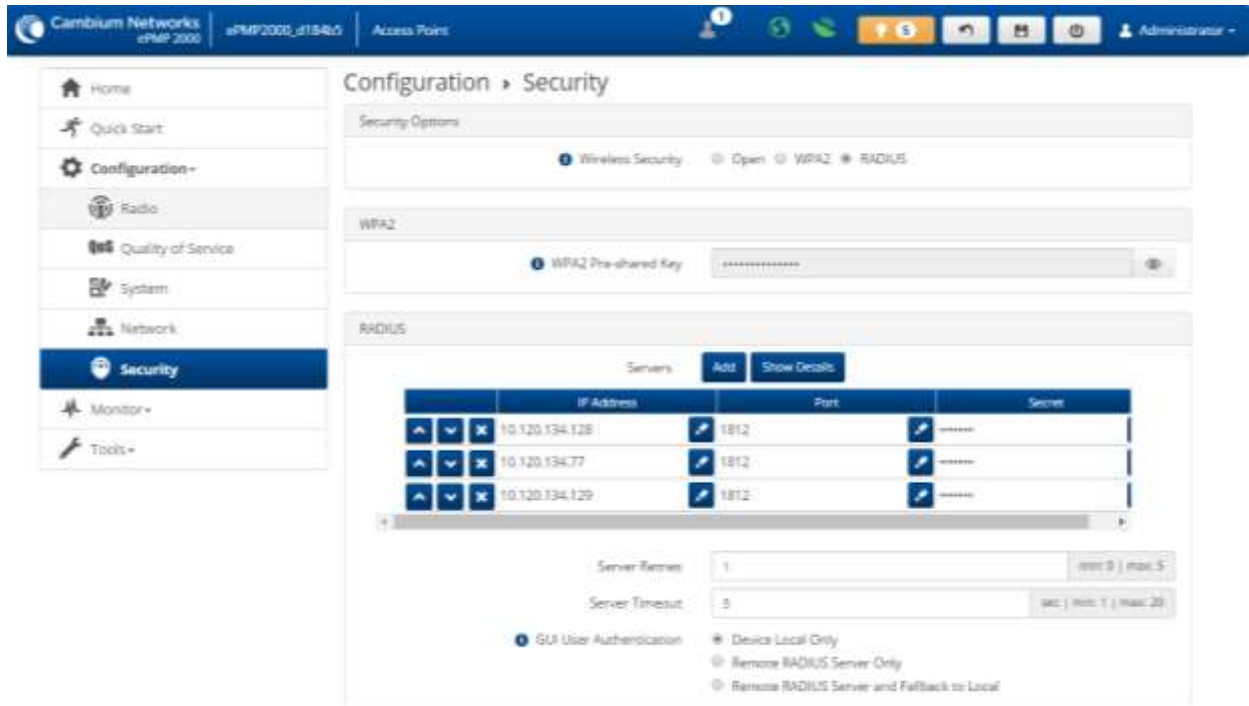 Cambium Networks
ePMP 2000
ePMP2000_d184b5
Access Point
1
5
Administrator
Home
Quick Start
Configuration
Radio
QoS Quality of Service
System
Network
Security
Monitor
Tools
Configuration › Security
Security Options
Wireless Security Open WPA2 RADIUS
WPA2
WPA2 Pre-shared Key ••••••••••••••
RADIUS
Servers Add Show Details
IP Address Port Secret
10.120.134.128 1812 •••••••
10.120.134.77 1812 •••••••
10.120.134.129 1812 •••••••
Server Retries 1 min: 0 | max: 5
Server Timeout sec | min: 1 | max: 20
GUI User Authentication Device Local Only
Remote RADIUS Server Only
Remote RADIUS Server and Fallback to Local